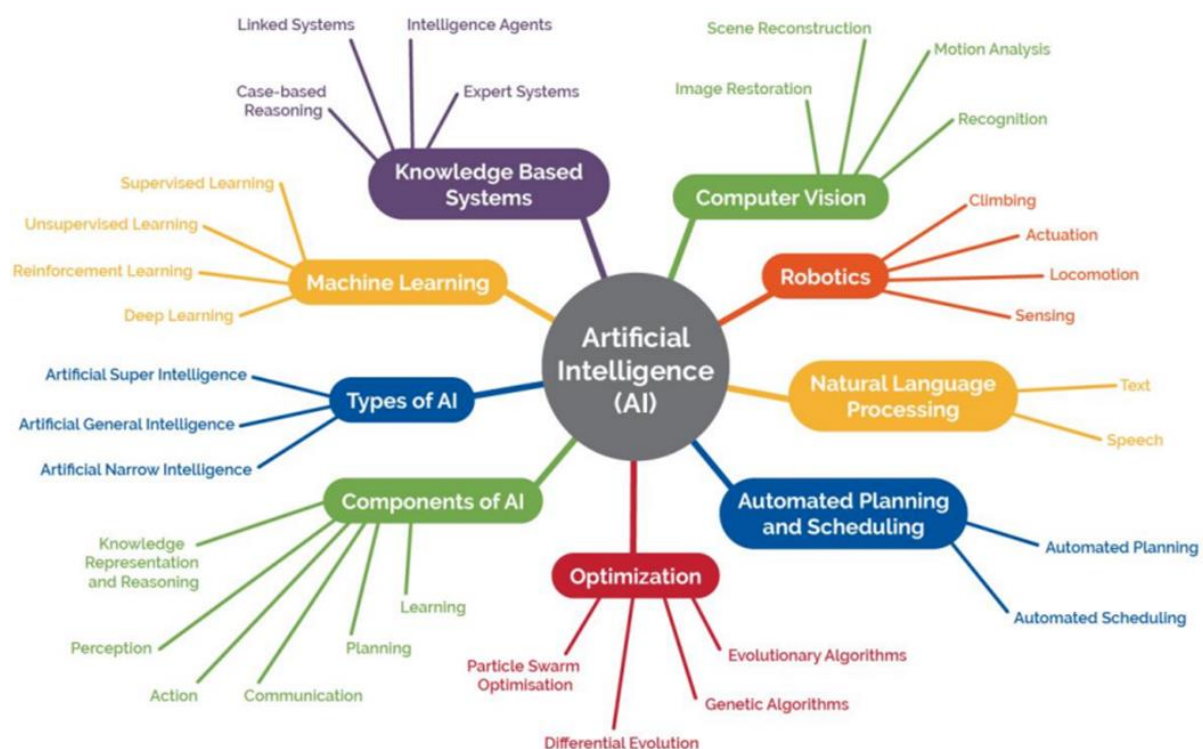 Linked Systems
Intelligence Agents
Case-based
Reasoning
Expert Systems
Knowledge Based
Systems
Scene Reconstruction
Motion Analysis
Image Restoration
Recognition
Computer Vision
Supervised Learning
Unsupervised Learning
Reinforcement Learning
Deep Learning
Machine Learning
Climbing
Actuation
Locomotion
Sensing
Robotics
Artificial
Intelligence
(AI)
Artificial Super Intelligence
Artificial General Intelligence
Artificial Narrow Intelligence
Types of AI
Natural Language
Processing
Text
Speech
Components of AI
Knowledge
Representation
and Reasoning
Perception
Action
Communication
Planning
Learning
Automated Planning
and Scheduling
Automated Planning
Automated Scheduling
Optimization
Particle Swarm
Optimisation
Differential Evolution
Genetic Algorithms
Evolutionary Algorithms